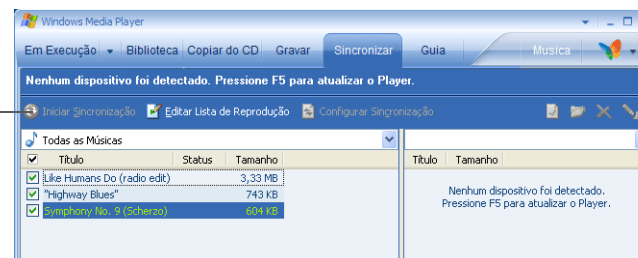 Windows Media Player
Em Execução Biblioteca Copiar do CD Gravar Sincronizar Guia Musica
Nenhum dispositivo foi detectado. Pressione F5 para atualizar o Player.
Iniciar Sincronização Editar Lista de Reprodução Configurar Singronização
Todas as Músicas
Título Status Tamanho Título Tamanho
Like Humans Do (radio edit) 3,33 MB
"Highway Blues" 743 KB
Symphony No. 9 (Scherzo) 604 KB
Nenhum dispositivo foi detectado.
Pressione F5 para atualizar o Player.